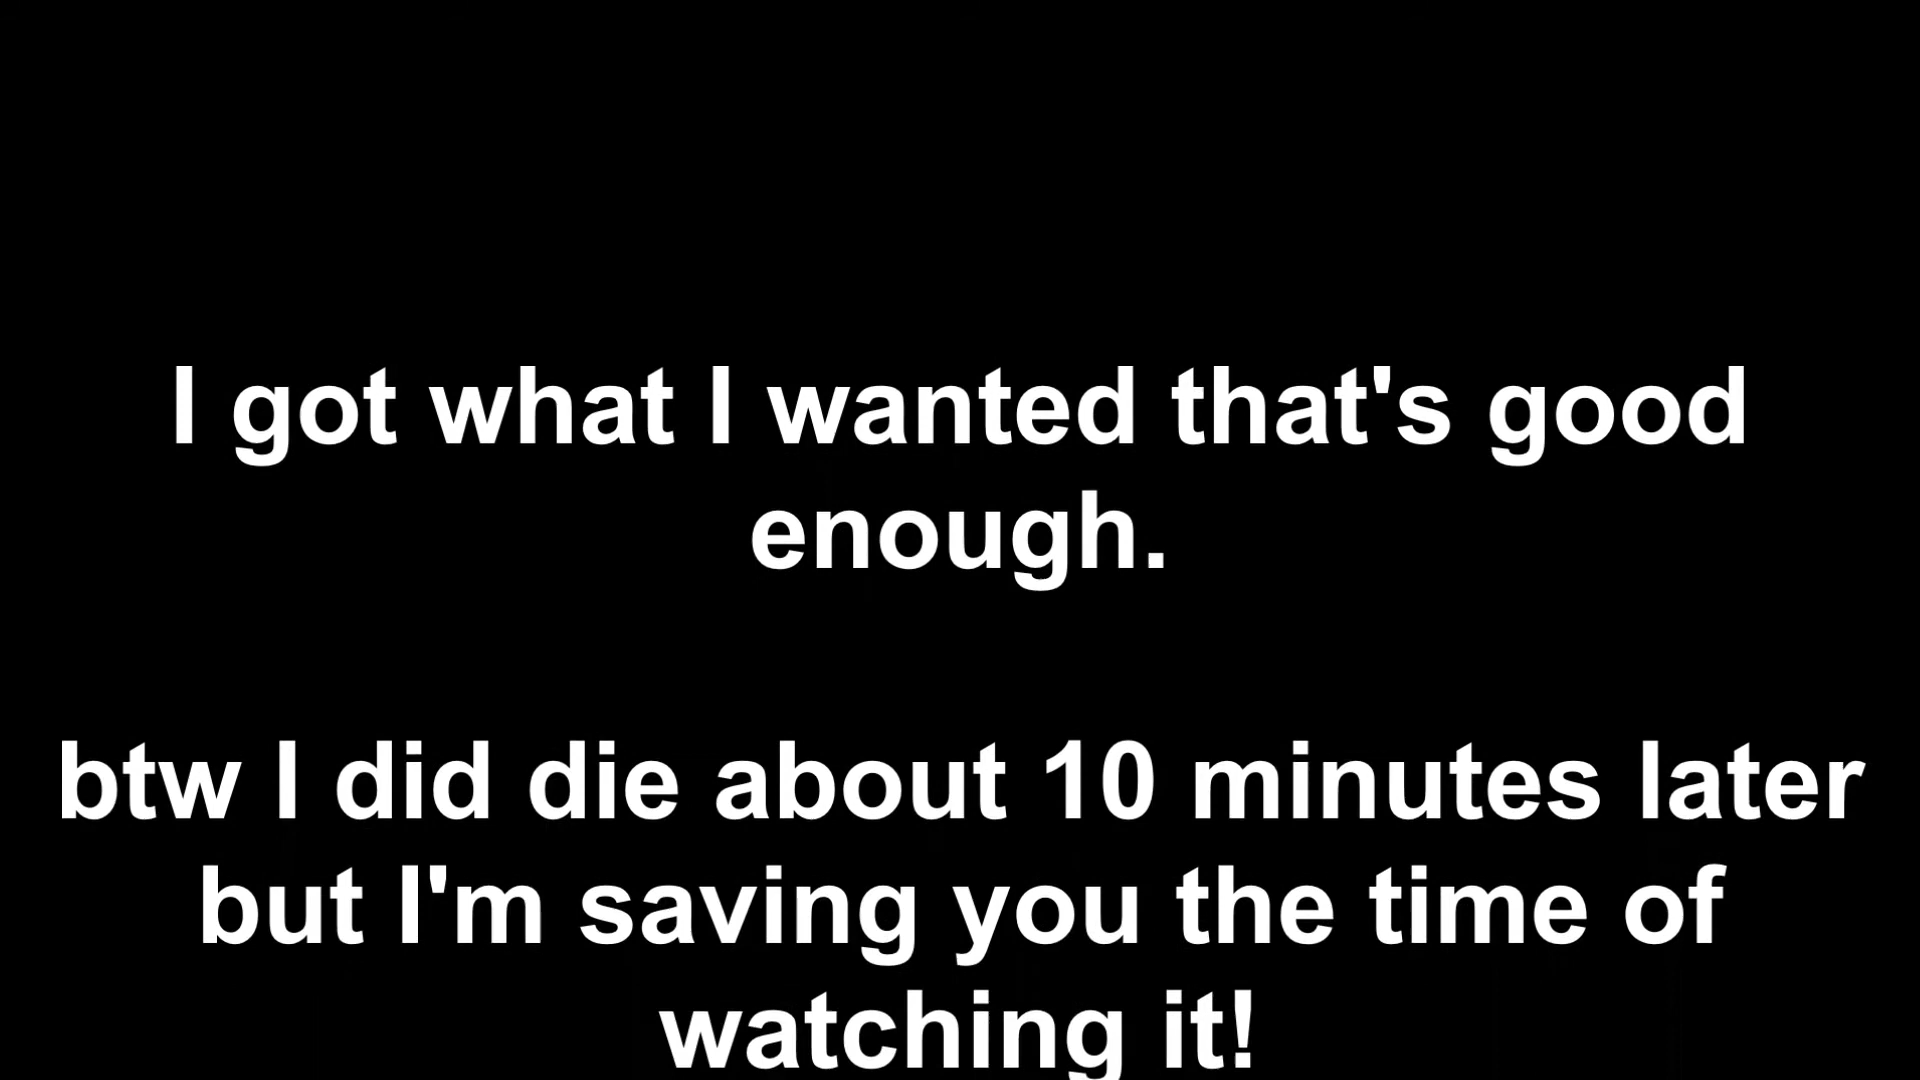 I got what I wanted that's good
enough.
btw I did die about 10 minutes later
but I'm saving you the time of
watching it!